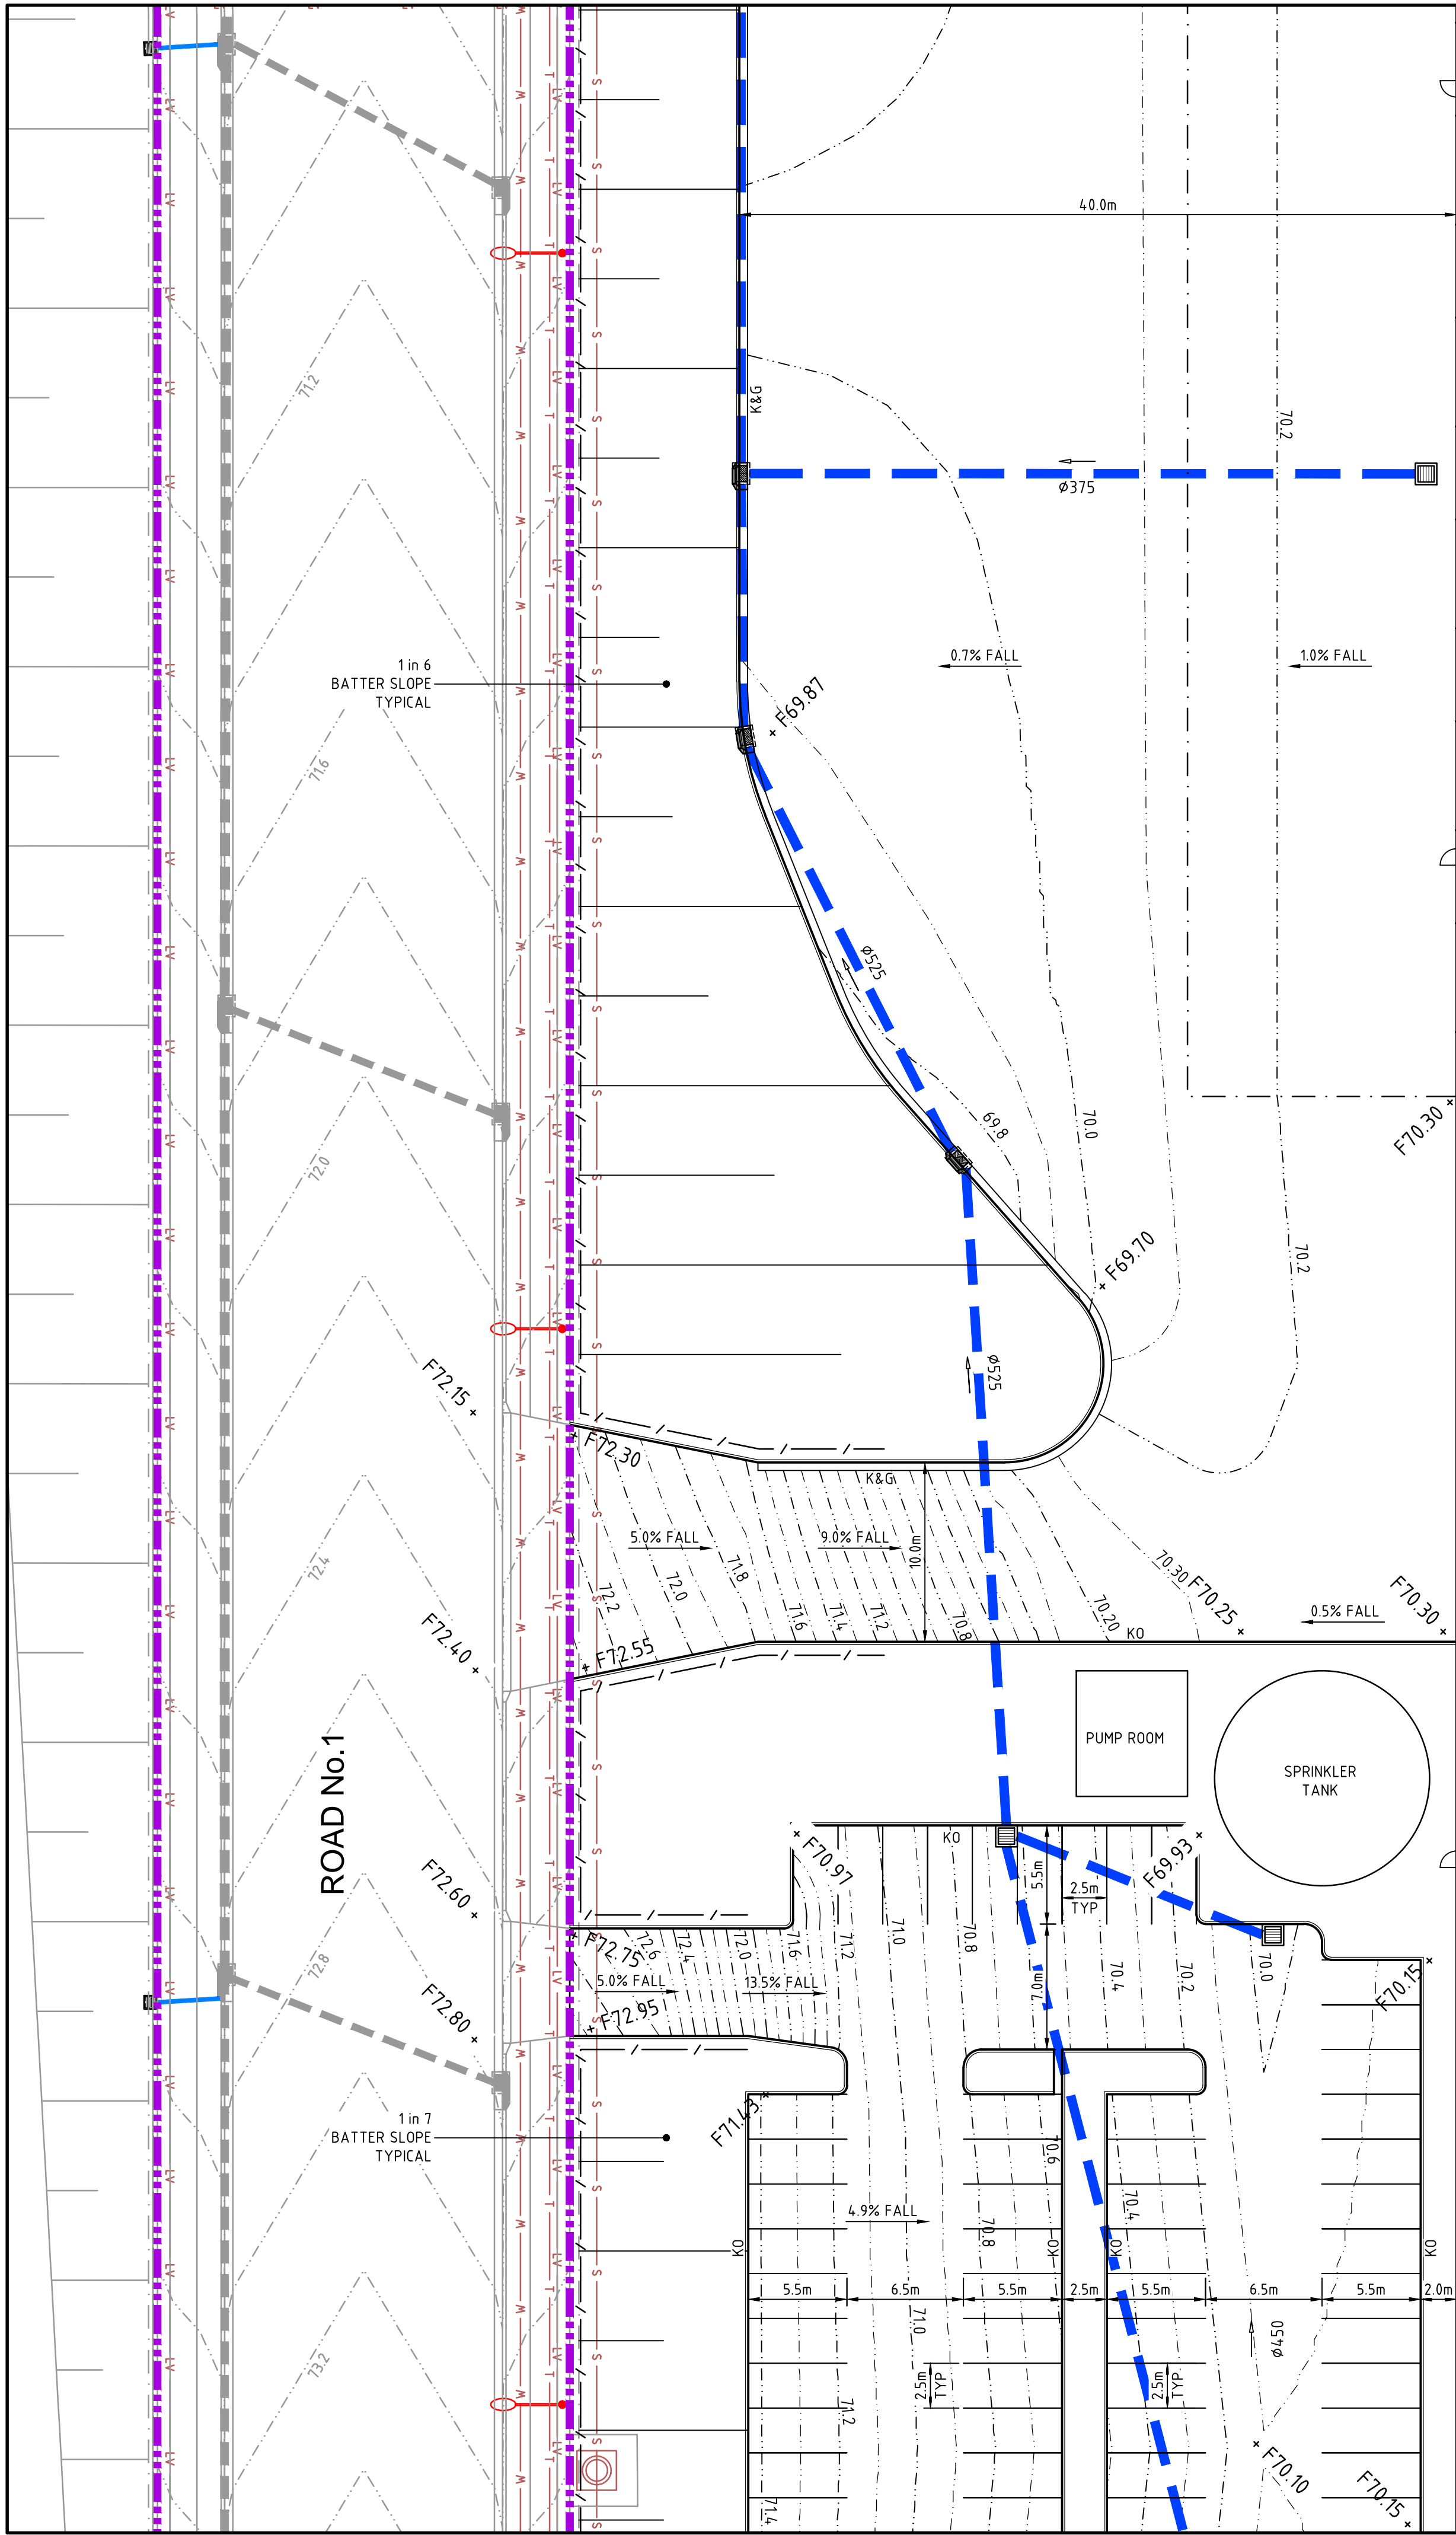 40.0m
K&G
71.2
70.2
Ø375
1 in 6
BATTER SLOPE
TYPICAL
0.7% FALL
1.0% FALL
F69.87
71.6
Ø525
69.8
70.0
F70.30
72.0
F69.70
70.2
Ø525
F72.15
F72.30
K&G
5.0% FALL
9.0% FALL
10.0m
72.4
72.2
72.0
71.8
71.6
71.4
71.2
70.8
70.20
70.30
F70.25
F70.30
0.5% FALL
KO
F72.40
F72.55
ROAD No.1
PUMP ROOM
SPRINKLER
TANK
KO
F70.97
5.5m
2.5m
TYP
F69.93
F72.60
F72.75
72.6
72.4
72.0
71.6
71.2
71.0
70.8
70.4
70.2
70.0
72.8
5.0% FALL
13.5% FALL
7.0m
F70.15
F72.80
F72.95
1 in 7
BATTER SLOPE
TYPICAL
F71.43
70.6
70.4
4.9% FALL
70.8
KO
KO
KO
KO
5.5m
6.5m
5.5m
2.5m
5.5m
6.5m
5.5m
2.0m
71.0
Ø450
73.2
2.5m
TYP
2.5m
TYP
71.2
71.4
F70.10
F70.15